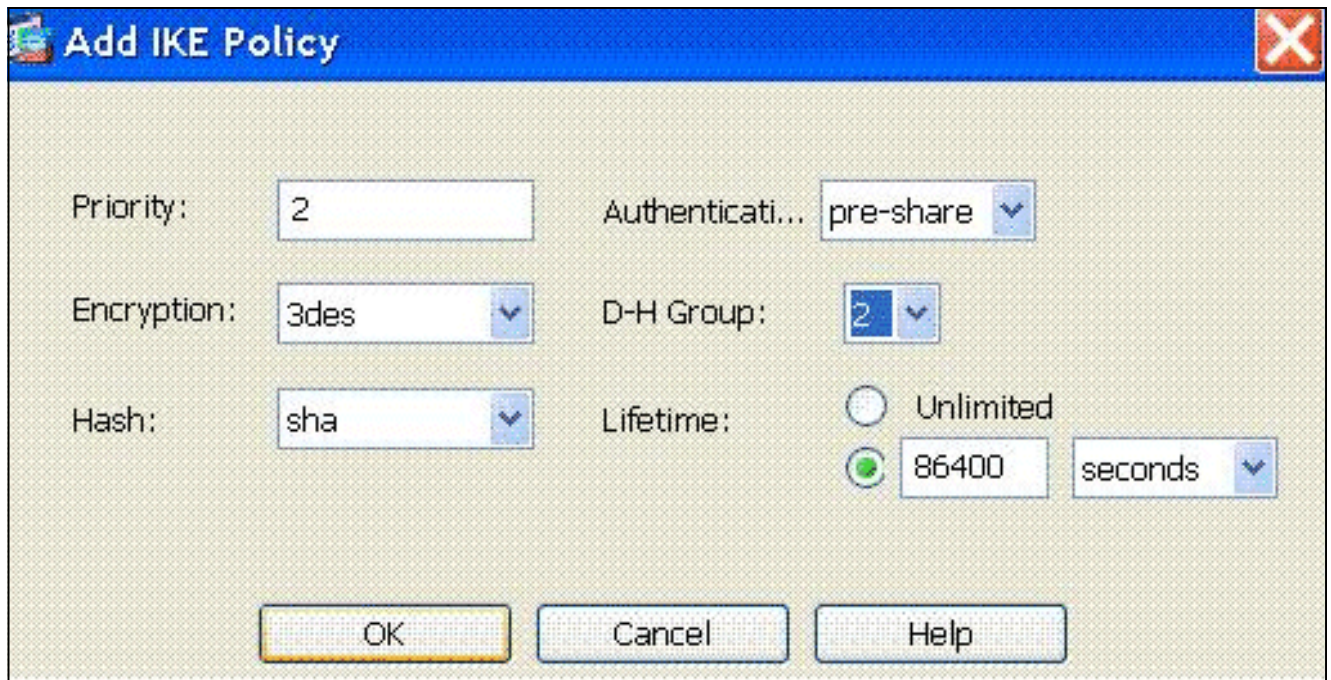 Add IKE Policy
Priority: 2 Authenticati... pre-share
Encryption: 3des D-H Group: 2
Hash: sha Lifetime: Unlimited
86400 seconds
OK Cancel Help